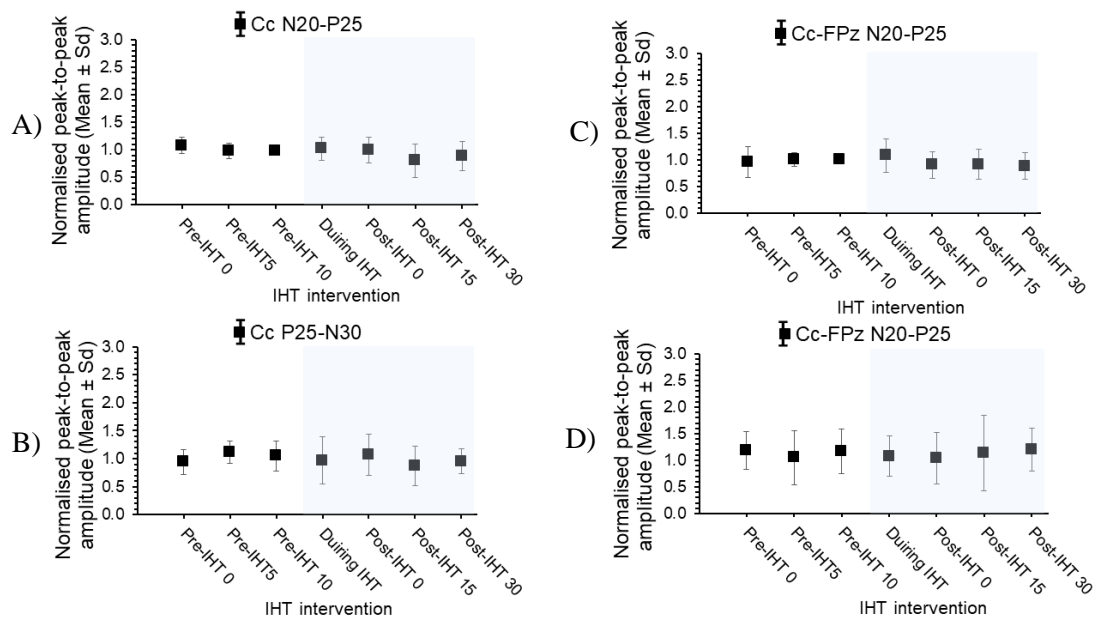 A)
Cc N20-P25
Normalised peak-to-peak
amplitude (Mean ± Sd)
3.0
2.5
2.0
1.5
1.0
0.5
0.0
Pre-IHT 0
Pre-IHT5
Pre-IHT 10
Duiring IHT
Post-IHT 0
Post-IHT 15
Post-IHT 30
IHT intervention
B)
Cc P25-N30
Normalised peak-to-peak
amplitude (Mean ± Sd)
3.0
2.5
2.0
1.5
1.0
0.5
0.0
Pre-IHT 0
Pre-IHT5
Pre-IHT 10
Duiring IHT
Post-IHT 0
Post-IHT 15
Post-IHT 30
IHT intervention
C)
Cc-FPz N20-P25
Normalised peak-to-peak
amplitude (Mean ± Sd)
3.0
2.5
2.0
1.5
1.0
0.5
0.0
Pre-IHT 0
Pre-IHT5
Pre-IHT 10
Duiring IHT
Post-IHT 0
Post-IHT 15
Post-IHT 30
IHT intervention
D)
Cc-FPz N20-P25
Normalised peak-to-peak
amplitude (Mean ± Sd)
3.0
2.5
2.0
1.5
1.0
0.5
0.0
Pre-IHT 0
Pre-IHT5
Pre-IHT 10
Duiring IHT
Post-IHT 0
Post-IHT 15
Post-IHT 30
IHT intervention